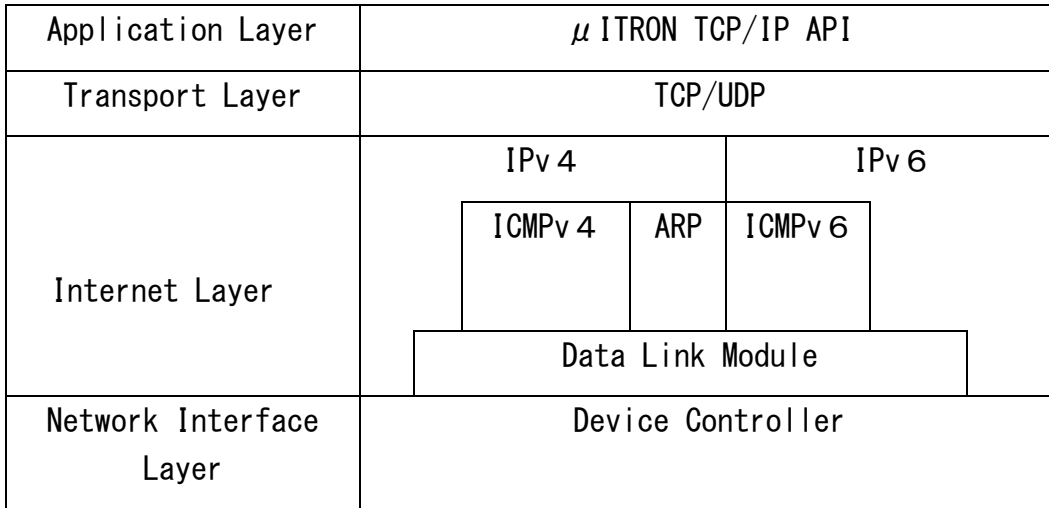 Application Layer
μITRON TCP/IP API
Transport Layer
TCP/UDP
Internet Layer
IPv４
IPv６
ICMPv４
ARP
ICMPv６
Data Link Module
Network Interface
Layer
Device Controller